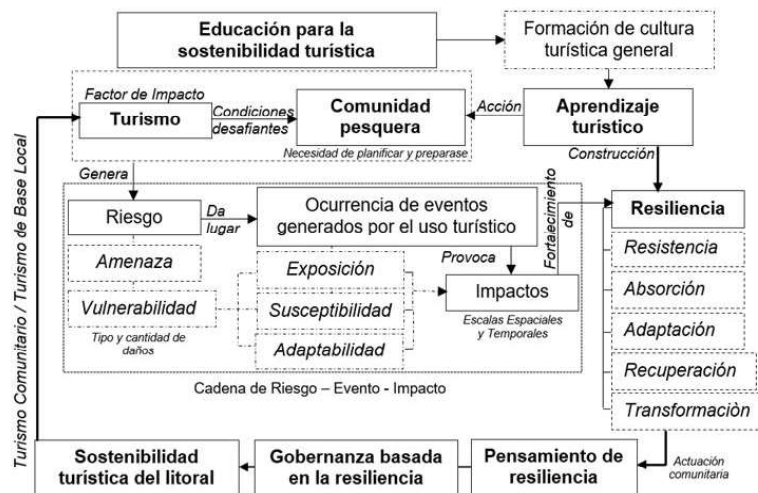 Educación para la
sostenibilidad turística
Formación de cultura
turística general
Factor de Impacto
Turismo
Condiciones
desafiantes
Comunidad
pesquera
Necesidad de planificar y prepararse
Acción
Aprendizaje
turístico
Construcción
Genera
Riesgo
Da
lugar
Ocurrencia de eventos
generados por el uso turístico
Fortalecimiento
de
Resiliencia
Amenaza
Vulnerabilidad
Tipo y cantidad de
daños
Exposición
Susceptibilidad
Adaptabilidad
Provoca
Impactos
Escalas Espaciales
y Temporales
Resistencia
Absorción
Adaptación
Recuperación
Transformaciòn
Cadena de Riesgo – Evento - Impacto
Turismo Comunitario / Turismo de Base Local
Sostenibilidad
turística del litoral
Gobernanza basada
en la resiliencia
Pensamiento de
resiliencia
Actuación
comunitaria